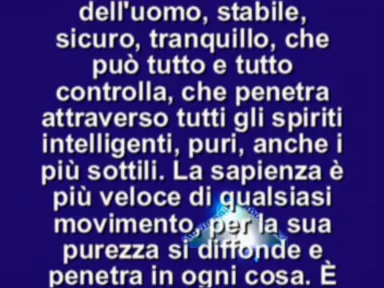 dell'uomo, stabile,
sicuro, tranquillo, che
può tutto e tutto
controlla, che penetra
attraverso tutti gli spiriti
intelligenti, puri, anche i
più sottili. La sapienza è
più veloce di qualsiasi
movimento, per la sua
purezza si diffonde e
penetra in ogni cosa. È